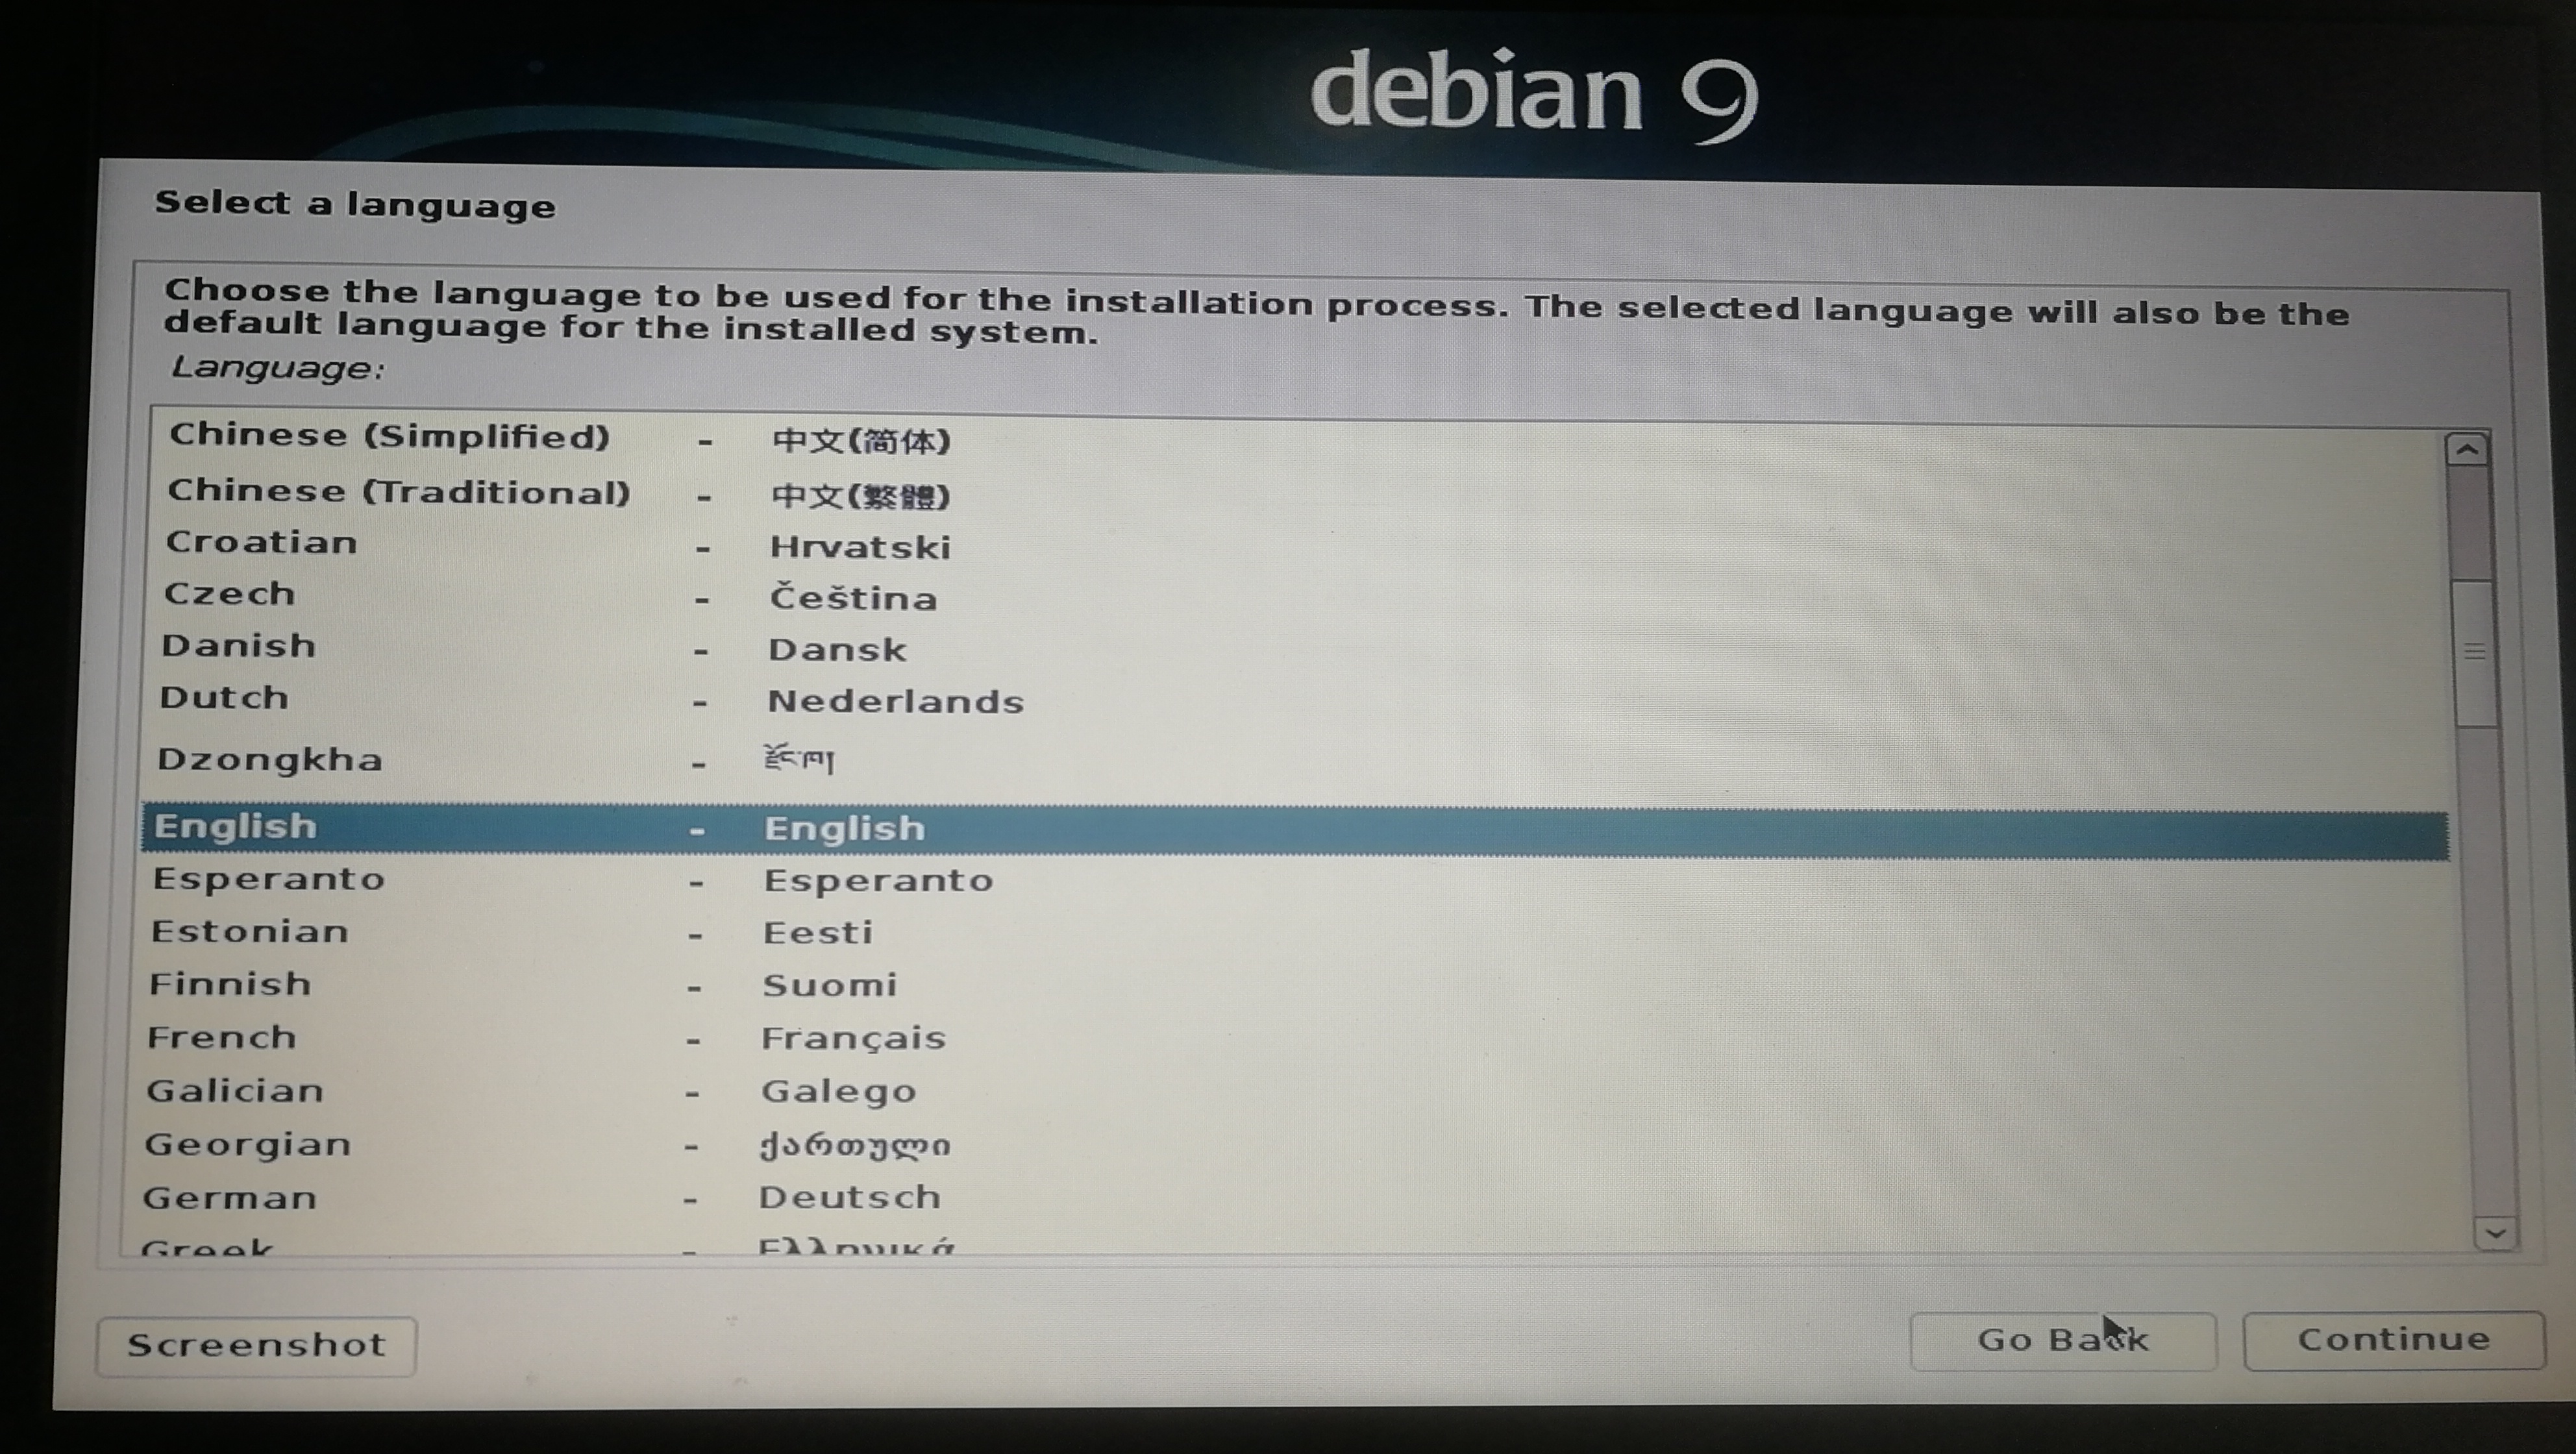 debian 9
Select a language
Choose the language to be used for the installation process. The selected language will also be the
default language for the installed system.
Language:
Chinese (Simplified) - 中文(简体)
Chinese (Traditional) - 中文(繁體)
Croatian - Hrvatski
Czech - Čeština
Danish - Dansk
Dutch - Nederlands
Dzongkha - རྫོང་ཁ།
English - English
Esperanto - Esperanto
Estonian - Eesti
Finnish - Suomi
French - Français
Galician - Galego
Georgian - ქართული
German - Deutsch
Greek - Ελληνικά
Screenshot
Go Back
Continue